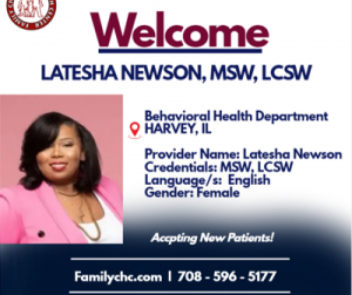 Welcome
LATESHA NEWSON, MSW, LCSW
Behavioral Health Department
HARVEY, IL
Provider Name: Latesha Newson
Credentials: MSW, LCSW
Language/s: English
Gender: Female
Accpting New Patients!
Familychc.com | 708 - 596 - 5177